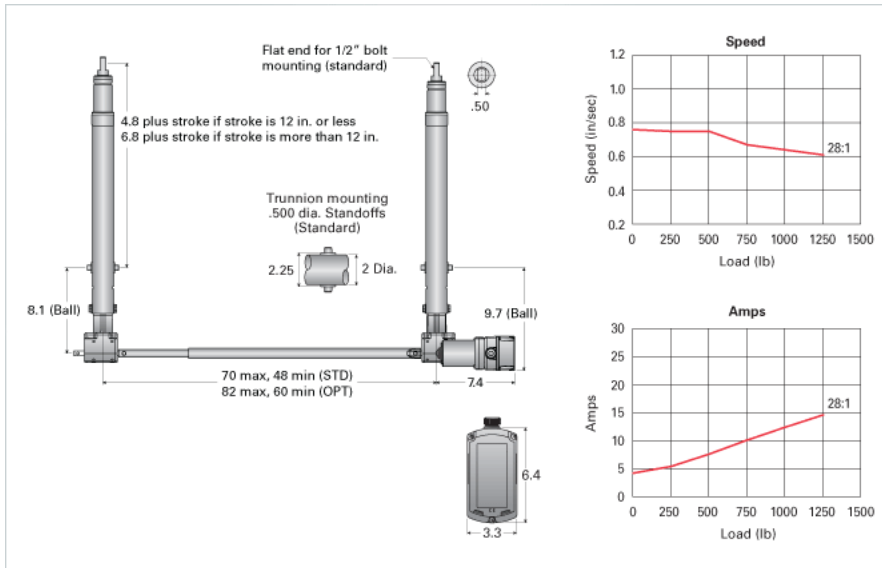 Flat end for 1/2" bolt
mounting (standard)
.50
4.8 plus stroke if stroke is 12 in. or less
6.8 plus stroke if stroke is more than 12 in.
Trunnion mounting
.500 dia. Standoffs
(Standard)
2.25
2 Dia.
8.1 (Ball)
9.7 (Ball)
70 max, 48 min (STD)
82 max, 60 min (OPT)
7.4
6.4
3.3
Speed
Speed (in/sec)
1.2
1.0
0.8
0.6
0.4
0.2
28:1
0 250 500 750 1000 1250 1500
Load (lb)
Amps
Amps
30
25
20
15
10
5
0
28:1
0 250 500 750 1000 1250 1500
Load (lb)